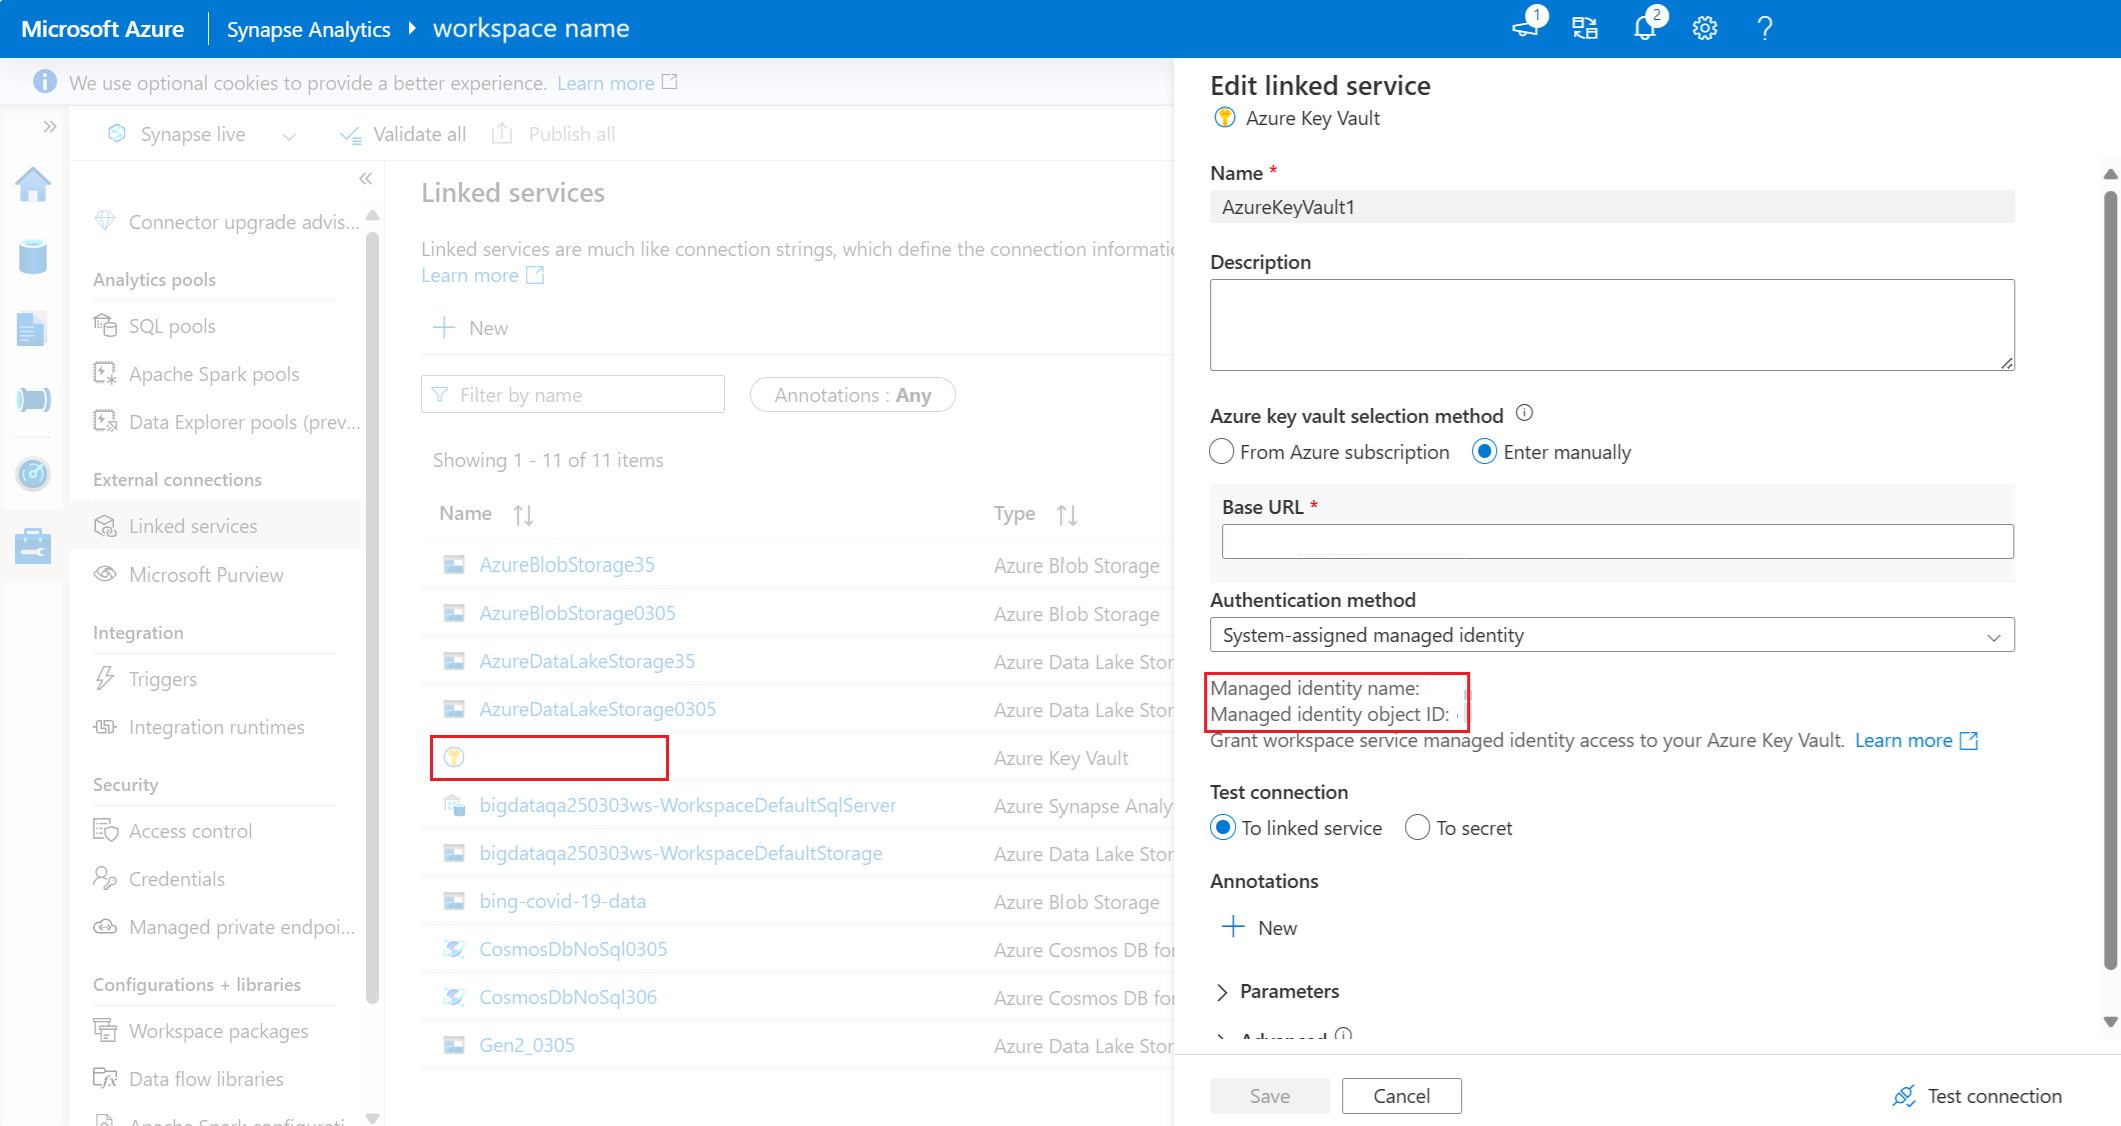 Microsoft Azure
Synapse Analytics
workspace name
1
2
We use optional cookies to provide a better experience. Learn more
Synapse live
Validate all
Publish all
Connector upgrade advis...
Analytics pools
SQL pools
Apache Spark pools
Data Explorer pools (prev...
External connections
Linked services
Microsoft Purview
Integration
Triggers
Integration runtimes
Security
Access control
Credentials
Managed private endpoi...
Configurations + libraries
Workspace packages
Data flow libraries
Apache Spark configurati...
Linked services
Linked services are much like connection strings, which define the connection informatio
Learn more
New
Filter by name
Annotations : Any
Showing 1 - 11 of 11 items
Name Type
AzureBlobStorage35 Azure Blob Storage
AzureBlobStorage0305 Azure Blob Storage
AzureDataLakeStorage35 Azure Data Lake Stor
AzureDataLakeStorage0305 Azure Data Lake Stor
Azure Key Vault
bigdataqa250303ws-WorkspaceDefaultSqlServer Azure Synapse Analy
bigdataqa250303ws-WorkspaceDefaultStorage Azure Data Lake Stor
bing-covid-19-data Azure Blob Storage
CosmosDbNoSql0305 Azure Cosmos DB for
CosmosDbNoSql306 Azure Cosmos DB for
Gen2_0305 Azure Data Lake Stor
Edit linked service
Azure Key Vault
Name *
AzureKeyVault1
Description
Azure key vault selection method
From Azure subscription
Enter manually
Base URL *
Authentication method
System-assigned managed identity
Managed identity name:
Managed identity object ID:
Grant workspace service managed identity access to your Azure Key Vault. Learn more
Test connection
To linked service
To secret
Annotations
New
Parameters
Advanced
Save
Cancel
Test connection